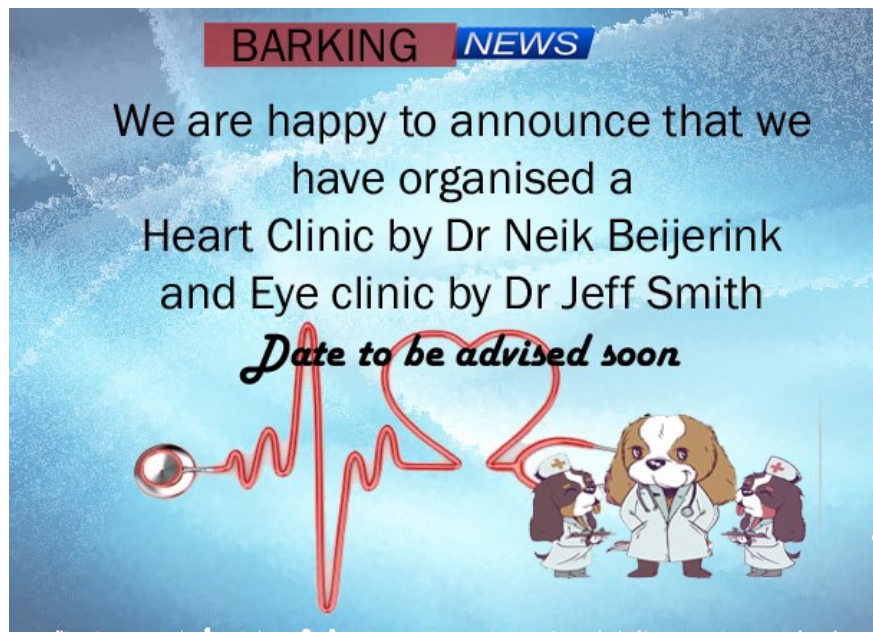 BARKING NEWS
We are happy to announce that we
have organised a
Heart Clinic by Dr Neik Beijerink
and Eye clinic by Dr Jeff Smith
Date to be advised soon